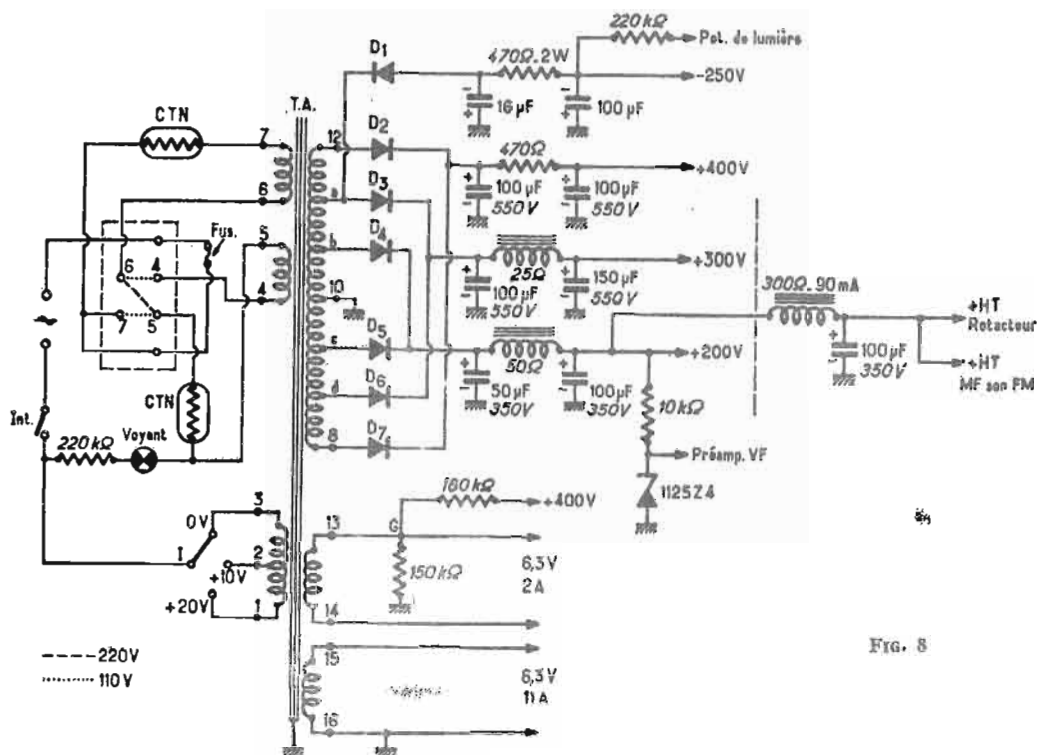 220 kΩ
Pot. de lumière
D1
470Ω.2W
-250V
CTN
T.A.
-
+
16 µF
-
+
100 µF
7
12
D2
470Ω
+400V
6
a
D3
+
-
100 µF
550V
+
-
100 µF
550V
5
Fus.
b
D4
25Ω
+300V
6
4
4
10
+
-
100 µF
550V
+
-
150 µF
550V
300Ω.90mA
7
5
c
D5
50Ω
+200V
+HT
Rotacteur
+
-
50 µF
350V
+
-
100 µF
350V
+
-
100 µF
350V
+HT
MF son FM
CTN
d
D6
10 kΩ
Int.
220 kΩ
Voyant
8
D7
Préamp. VF
1125Z4
160 kΩ
+400V
3
0V
13
G
I
2
+10V
150 kΩ
6,3V
2A
+20V
1
14
15
FIG. 8
220V
110V
6,3V
11A
16